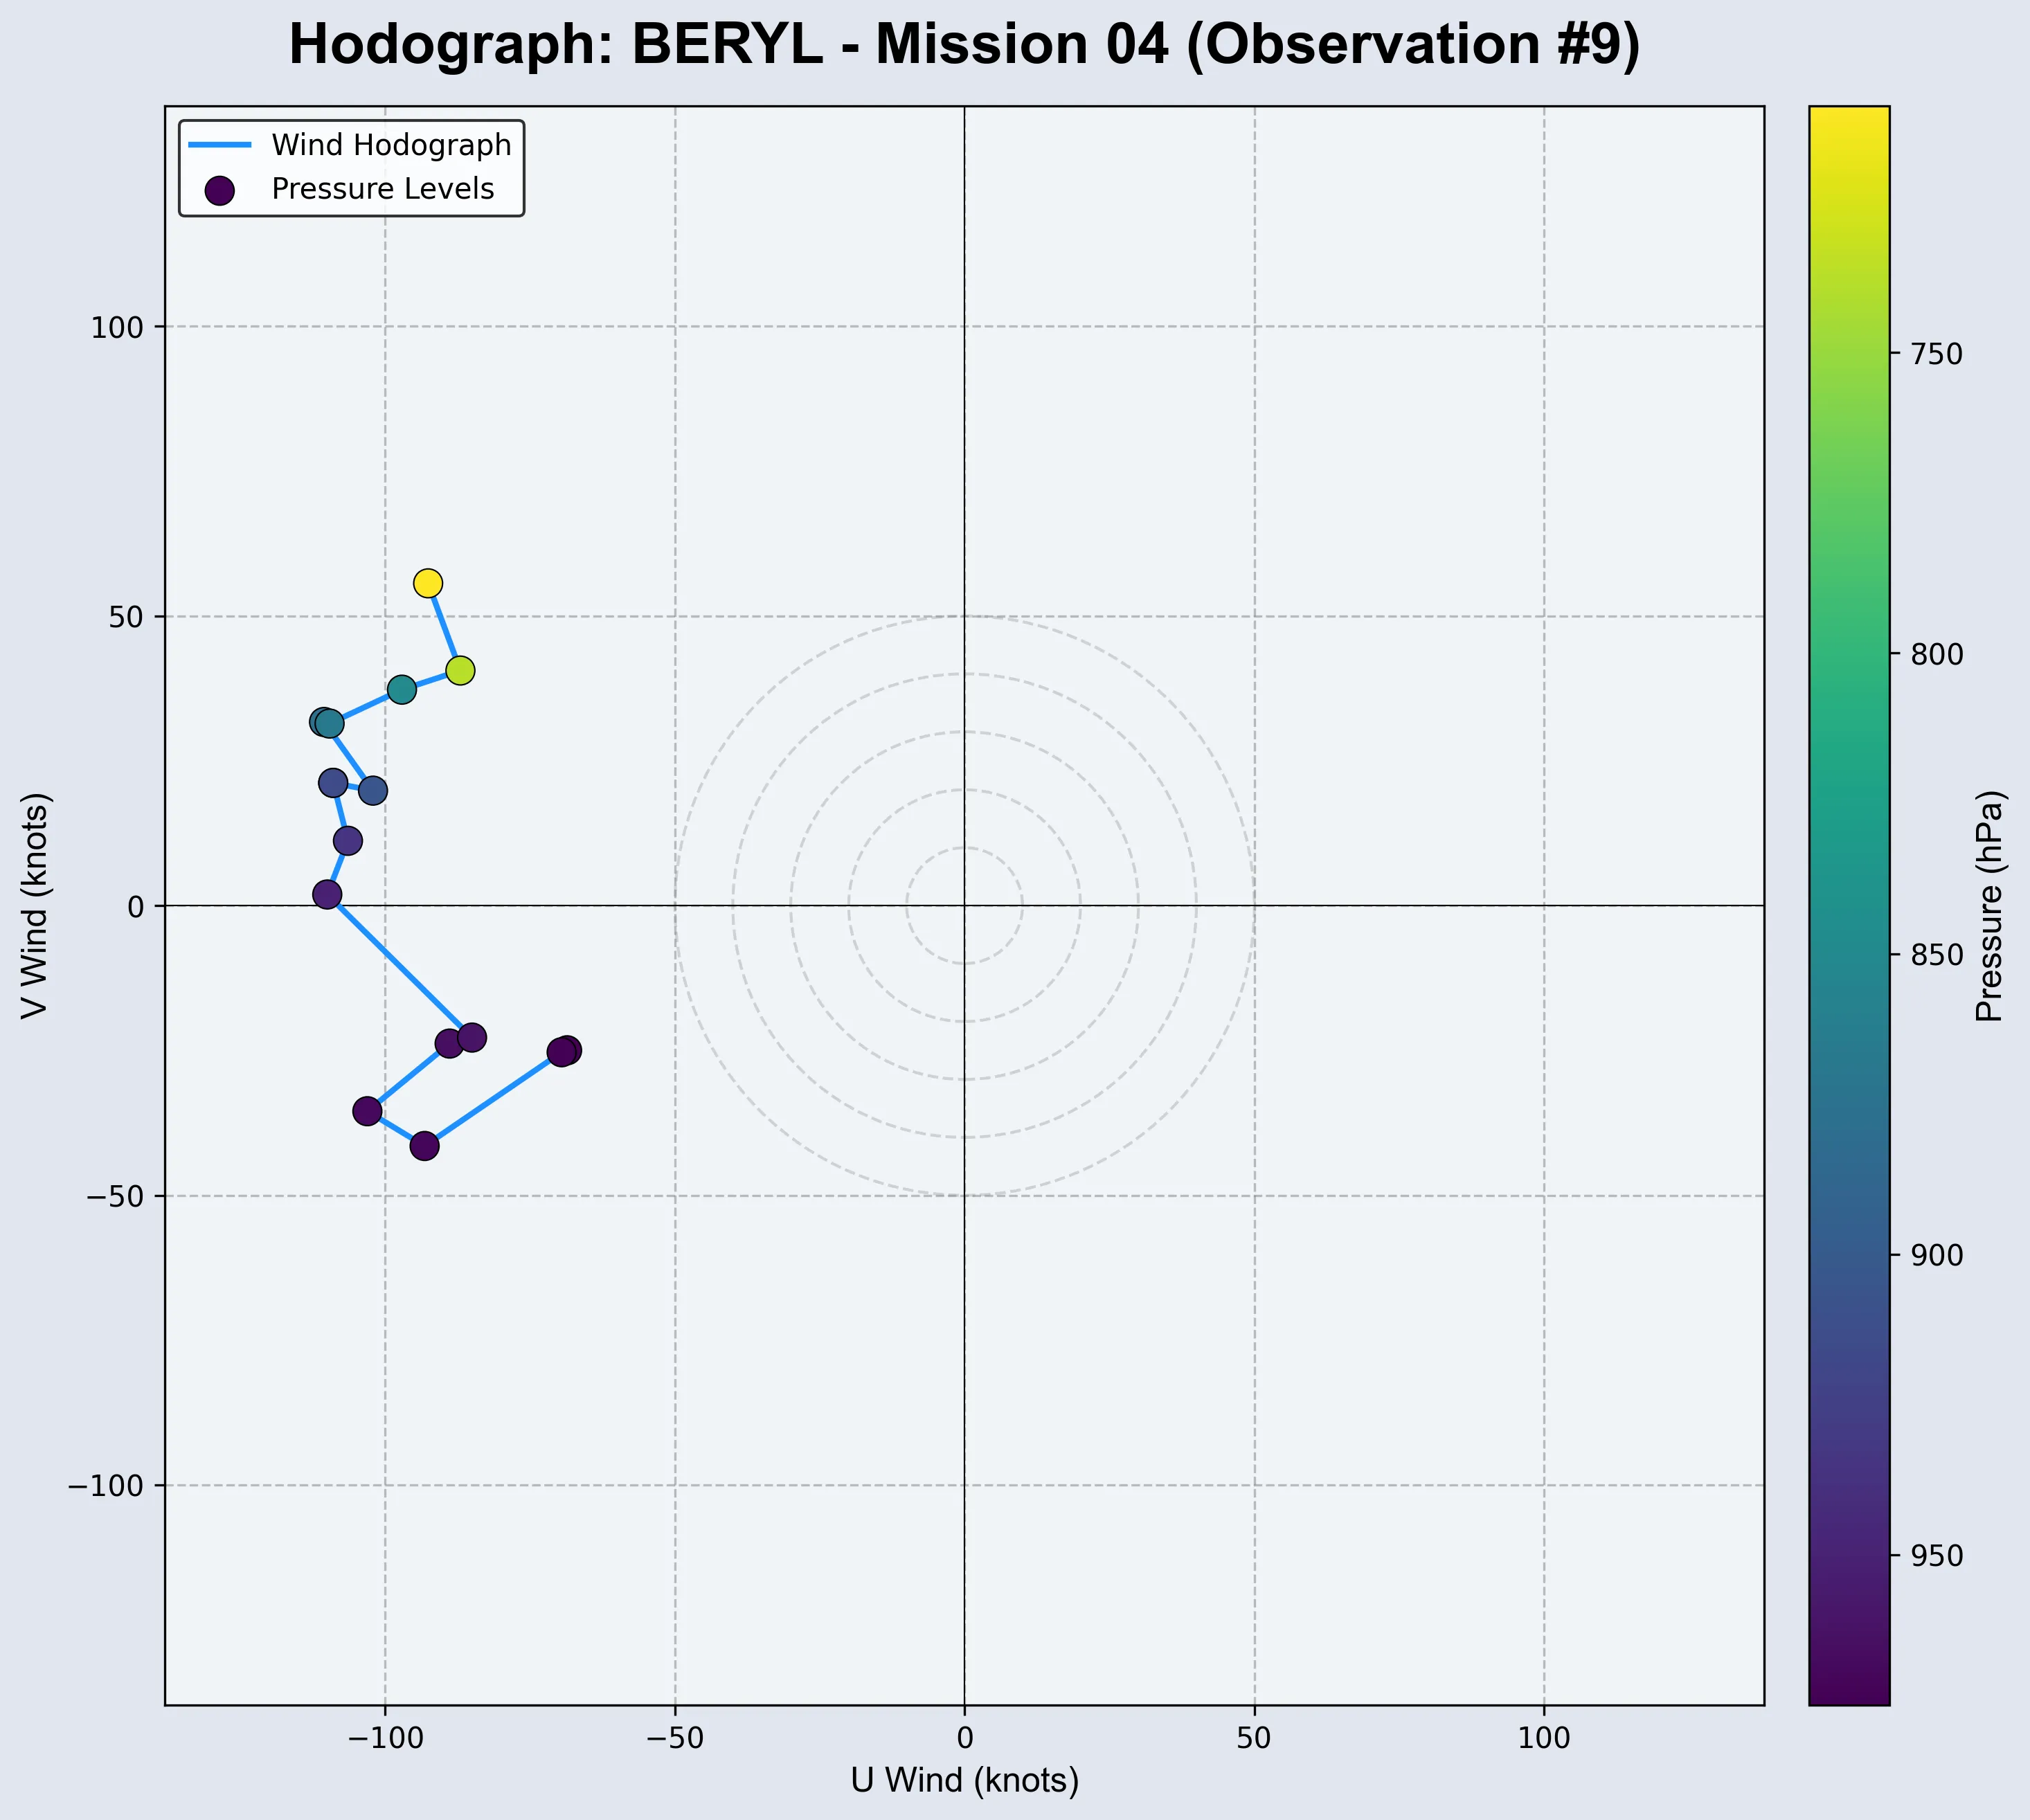 Hodograph: BERYL - Mission 04 (Observation #9)
Wind Hodograph
Pressure Levels
V Wind (knots)
100
50
0
−50
−100
−100
−50
0
50
100
U Wind (knots)
750
800
850
900
950
Pressure (hPa)